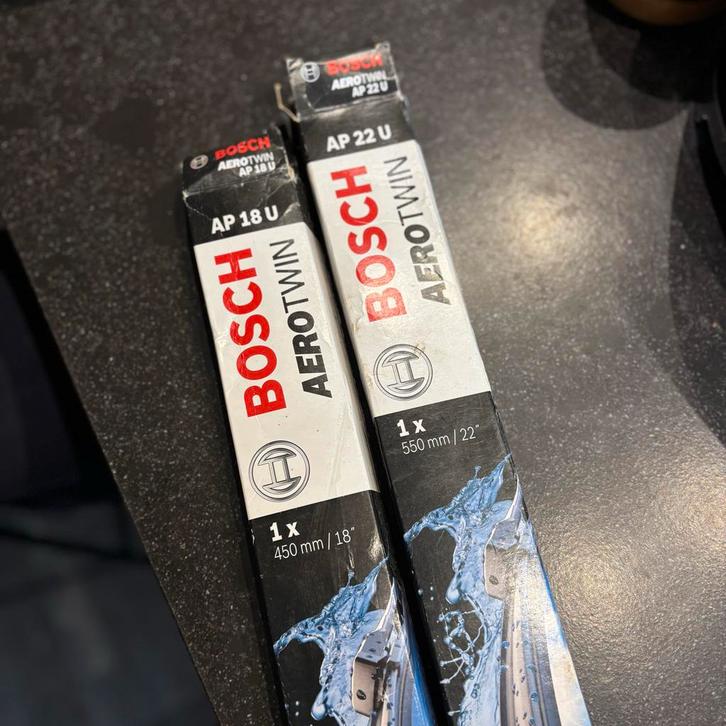 BOSCH
AEROTWIN
AP 18 U
AP 18 U
BOSCH
AEROTWIN
1 x
450 mm / 18"
BOSCH
AEROTWIN
AP 22 U
AP 22 U
BOSCH
AEROTWIN
1 x
550 mm / 22"